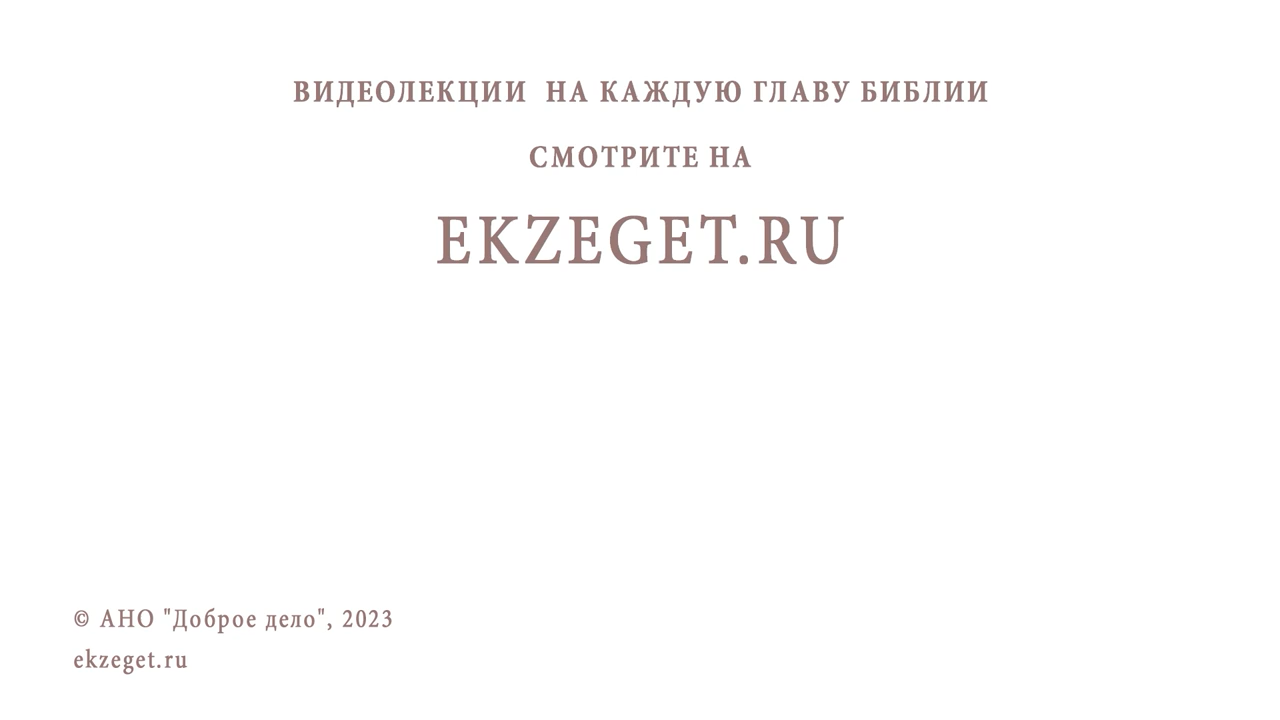 ВИДЕОЛЕКЦИИ НА КАЖДУЮ ГЛАВУ БИБЛИИ
СМОТРИТЕ НА
EKZEGET.RU
© АНО "Доброе дело", 2023
ekzeget.ru